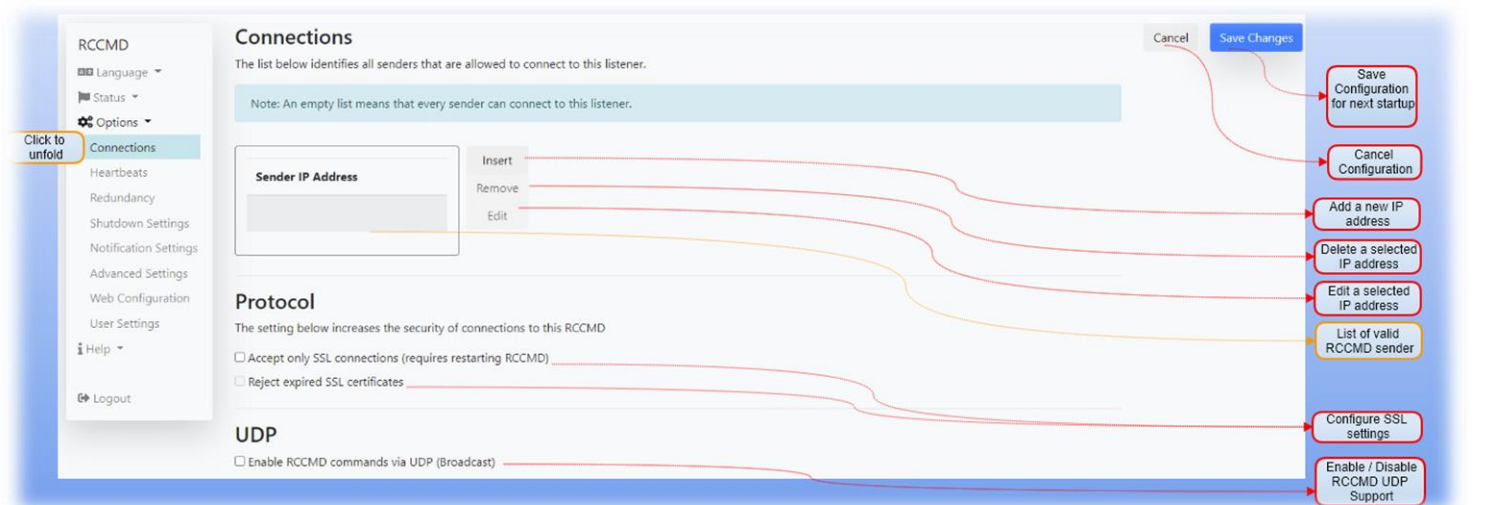 RCCMD
Language
Status
Options
Click to
unfold
Connections
Heartbeats
Redundancy
Shutdown Settings
Notification Settings
Advanced Settings
Web Configuration
User Settings
Help
Logout
Connections
Cancel
Save Changes
The list below identifies all senders that are allowed to connect to this listener.
Note: An empty list means that every sender can connect to this listener.
Sender IP Address
Insert
Remove
Edit
Protocol
The setting below increases the security of connections to this RCCMD
Accept only SSL connections (requires restarting RCCMD)
Reject expired SSL certificates
UDP
Enable RCCMD commands via UDP (Broadcast)
Save
Configuration
for next startup
Cancel
Configuration
Add a new IP
address
Delete a selected
IP address
Edit a selected
IP address
List of valid
RCCMD sender
Configure SSL
settings
Enable / Disable
RCCMD UDP
Support